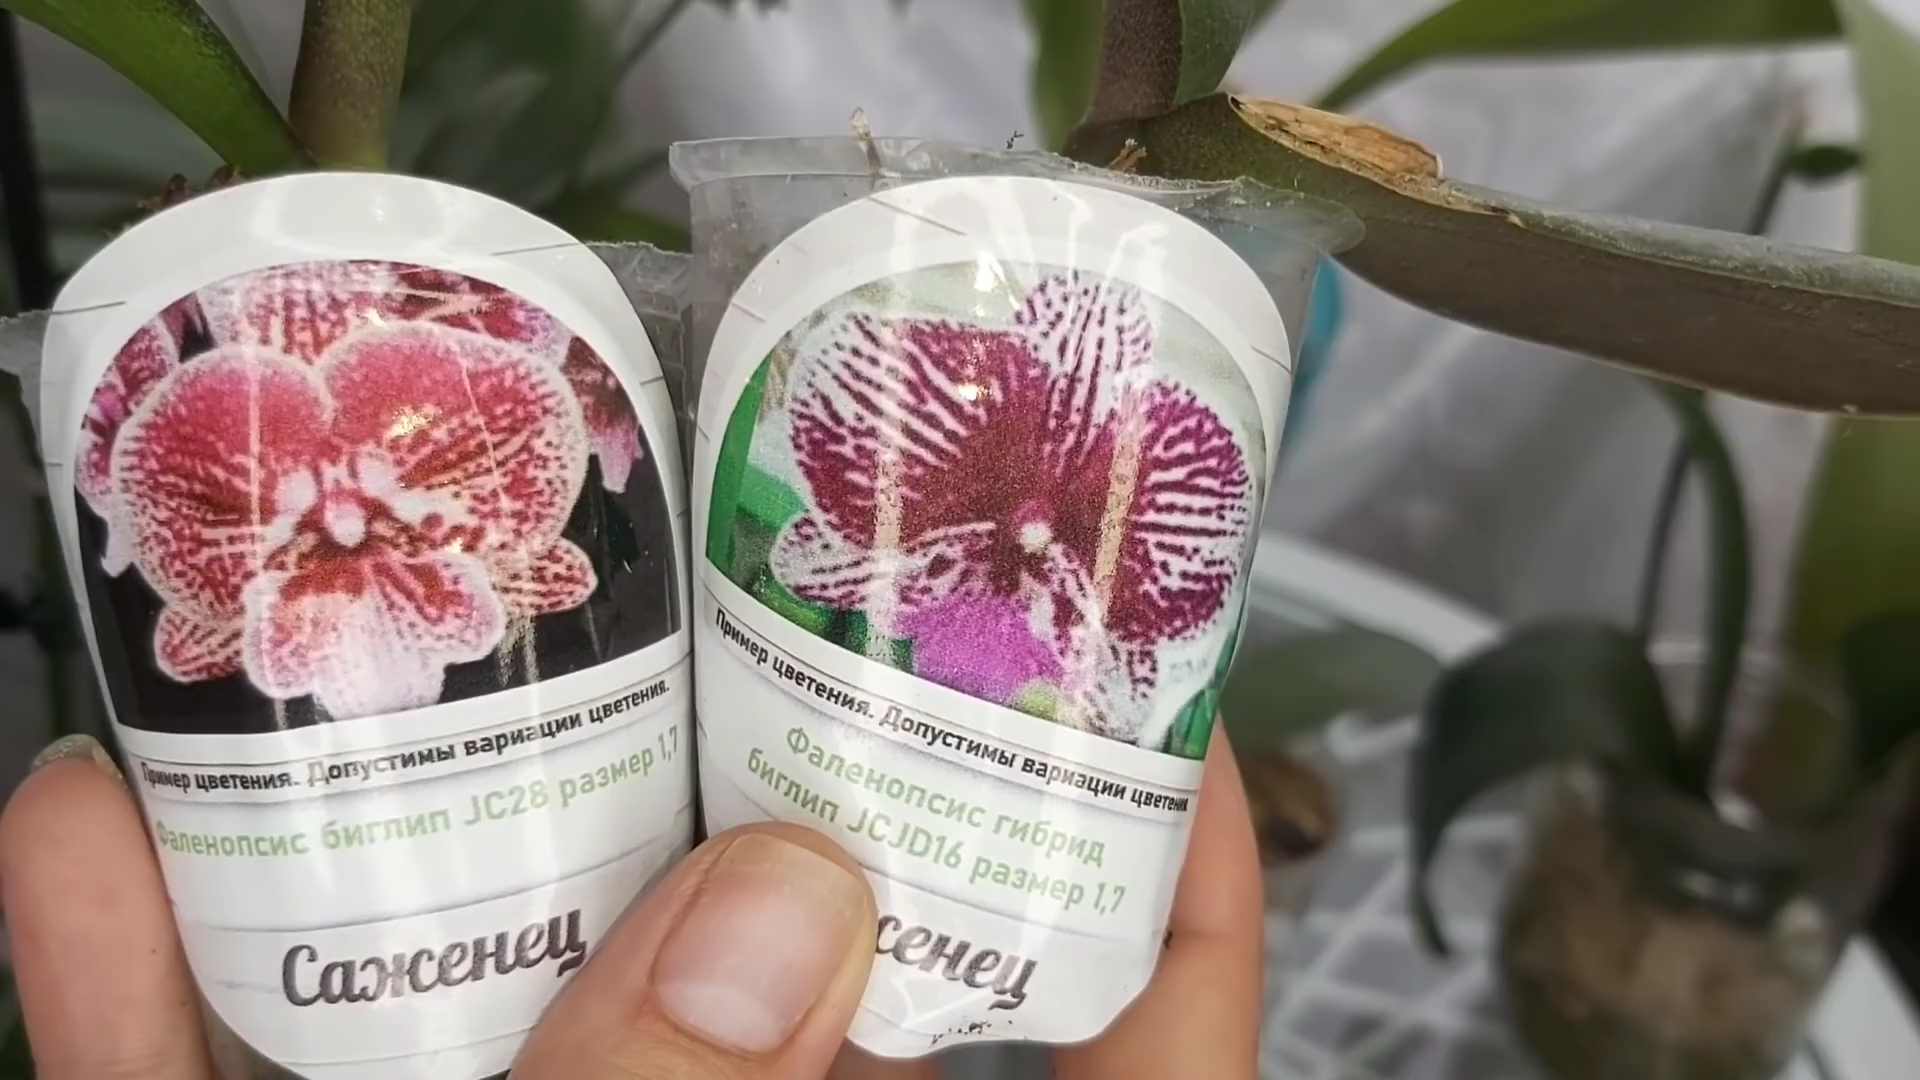 Пример цветения. Допустимы вариации цветения.
Фаленопсис биглип JC28 размер 1,7
Саженец
Пример цветения. Допустимы вариации цветения
Фаленопсис гибрид
биглип JCJD16 размер 1,7
сенец